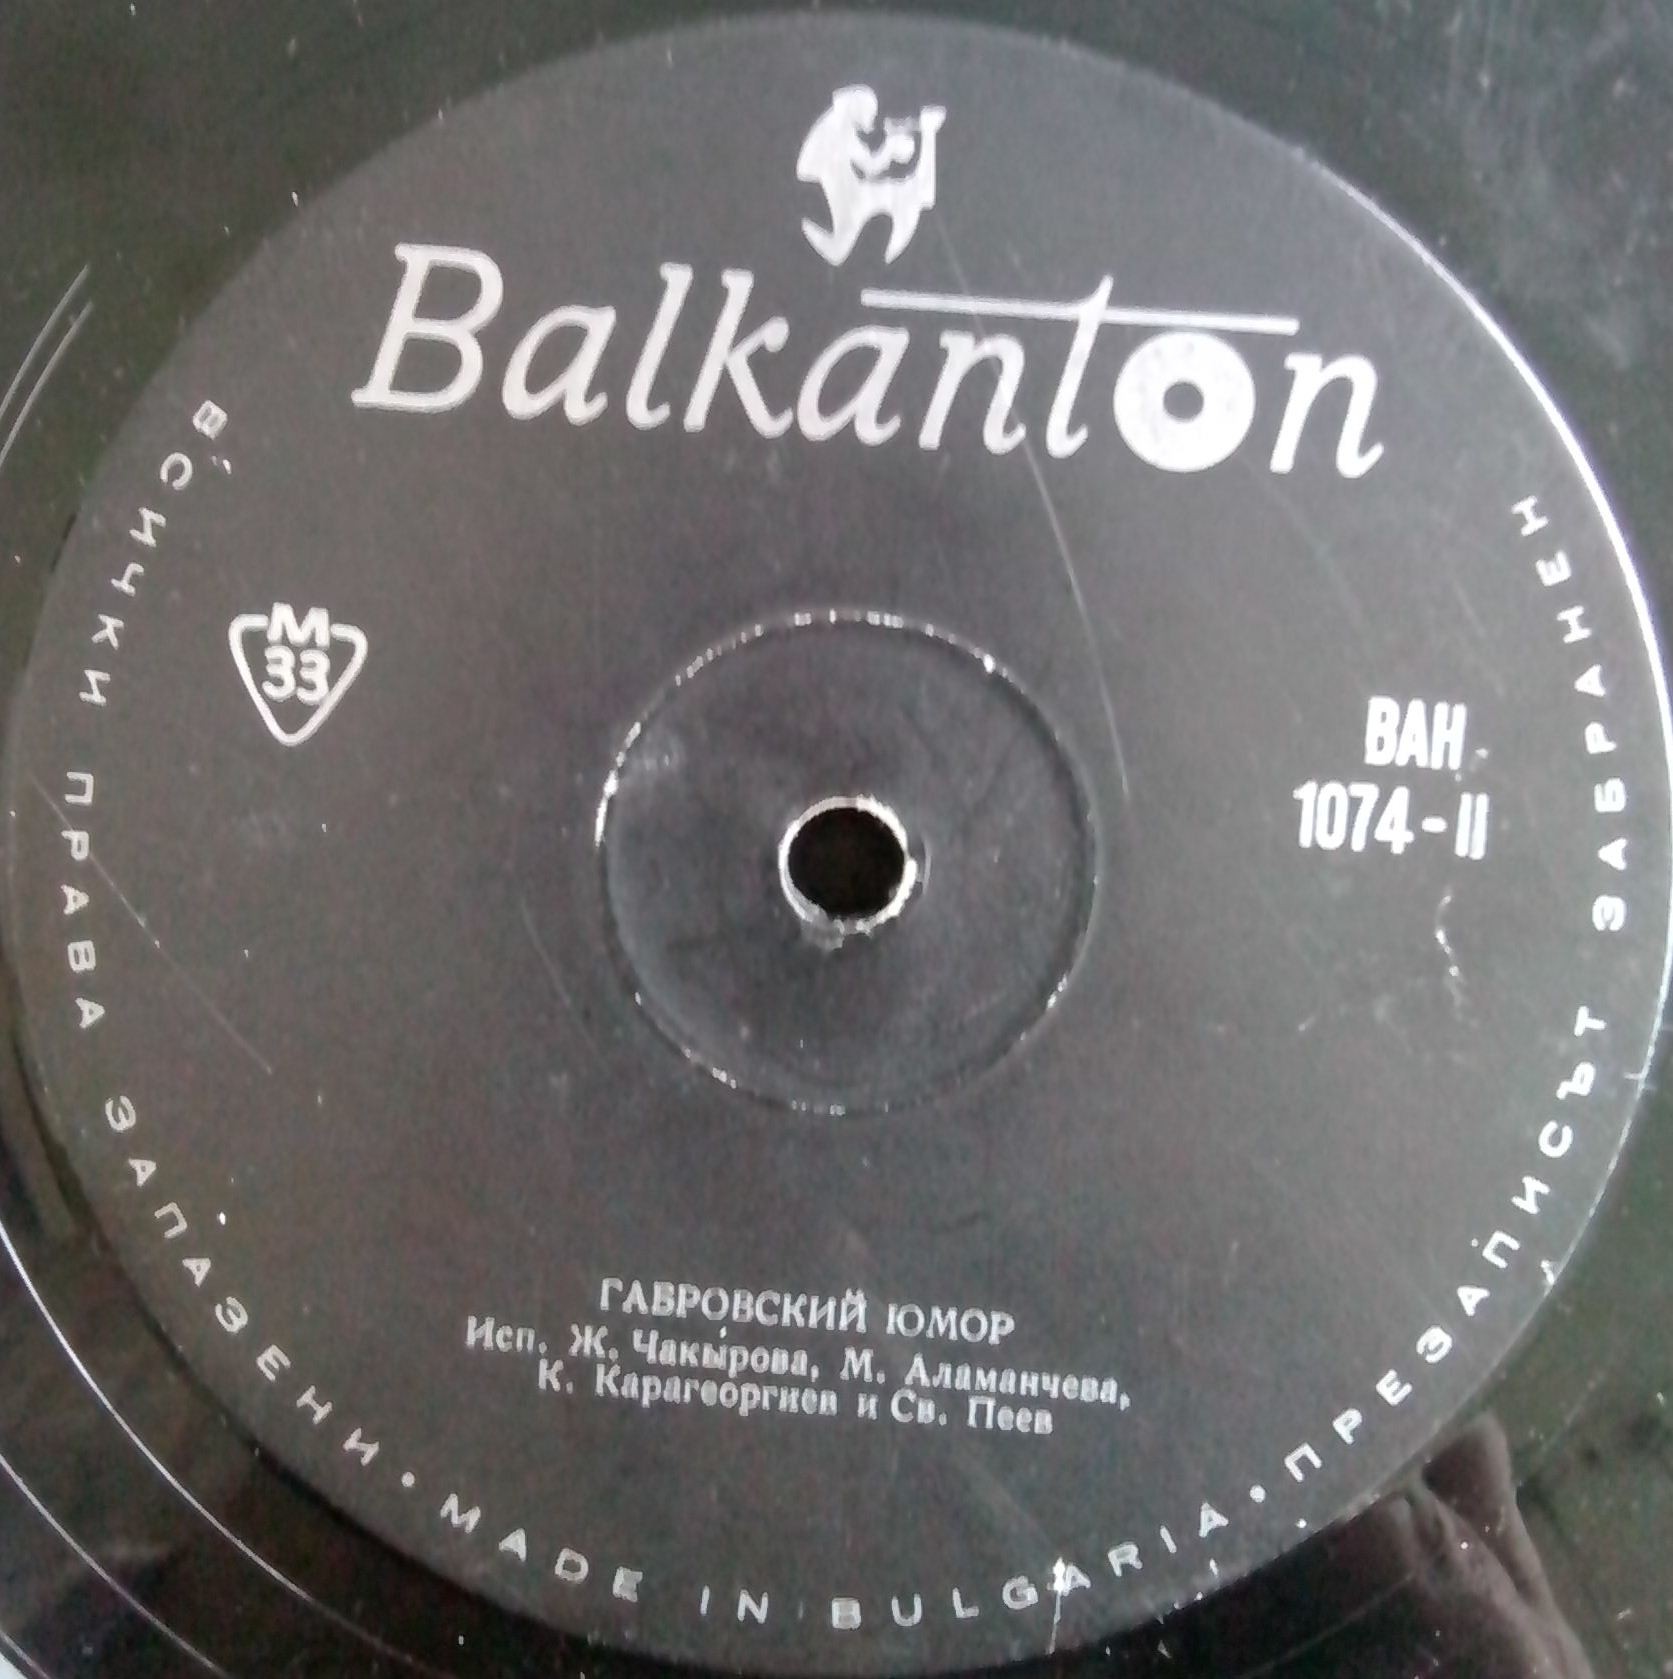 Balkanton
М
33
ВАН
1074-II
ГАБРОВСКИЙ ЮМОР
Исп. Ж. Чакырова, М. Аламанчева,
К. Карагеоргиев и Св. Пеев
ВСИЧКИ ПРАВА ЗАПАЗЕНИ • MADE IN BULGARIA • ПРЕЗАПИСЪТ ЗАБРАНЕН